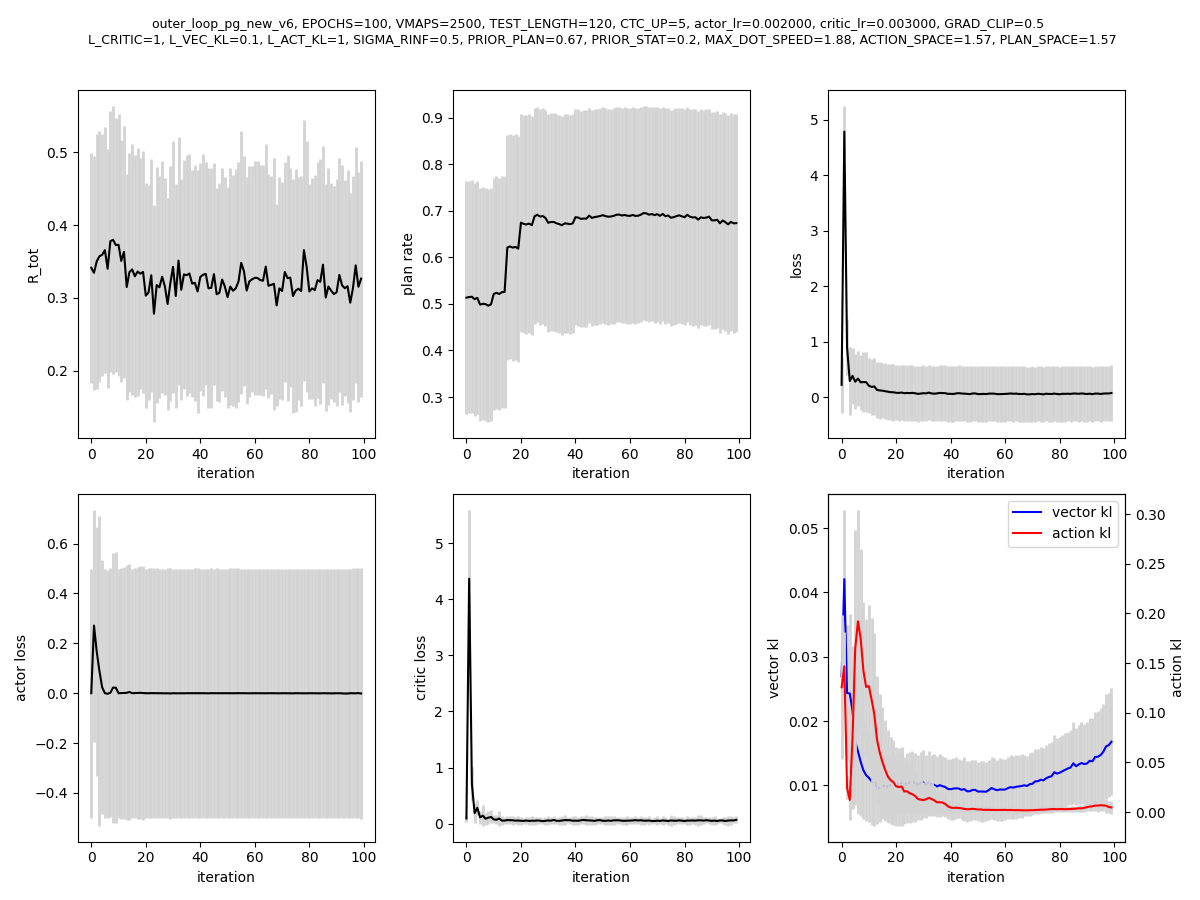 outer_loop_pg_new_v6, EPOCHS=100, VMAPS=2500, TEST_LENGTH=120, CTC_UP=5, actor_lr=0.002000, critic_lr=0.003000, GRAD_CLIP=0.5
L_CRITIC=1, L_VEC_KL=0.1, L_ACT_KL=1, SIGMA_RINF=0.5, PRIOR_PLAN=0.67, PRIOR_STAT=0.2, MAX_DOT_SPEED=1.88, ACTION_SPACE=1.57, PLAN_SPACE=1.57
R_tot
0.5
0.4
0.3
0.2
0 20 40 60 80 100
iteration
plan rate
0.9
0.8
0.7
0.6
0.5
0.4
0.3
0 20 40 60 80 100
iteration
loss
5
4
3
2
1
0
0 20 40 60 80 100
iteration
actor loss
0.6
0.4
0.2
0.0
−0.2
−0.4
0 20 40 60 80 100
iteration
critic loss
5
4
3
2
1
0
0 20 40 60 80 100
iteration
vector kl
0.05
0.04
0.03
0.02
0.01
0 20 40 60 80 100
iteration
vector kl
action kl
0.30
0.25
0.20
0.15
0.10
0.05
0.00
action kl